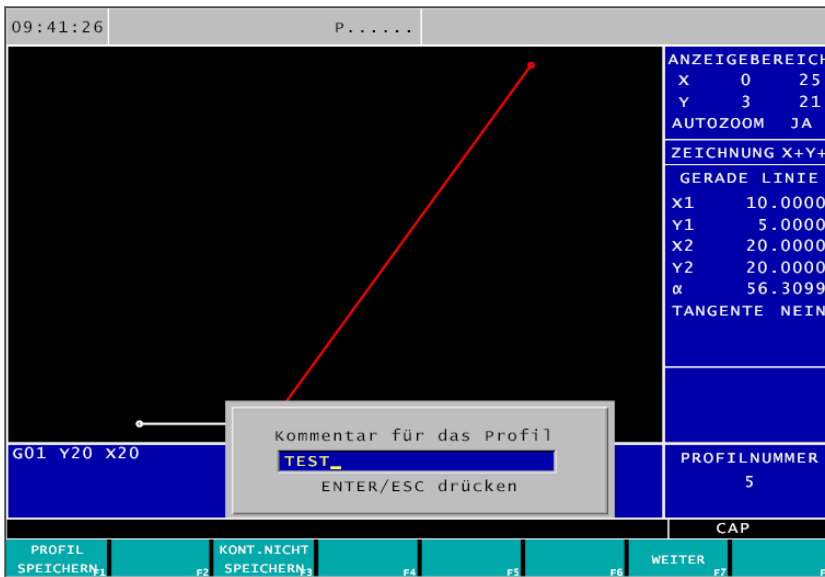 09:41:26 P......
ANZEIGEBEREICH
X 0 25
Y 3 21
AUTOZOOM JA
ZEICHNUNG X+Y+
GERADE LINIE
X1 10.0000
Y1 5.0000
X2 20.0000
Y2 20.0000
α 56.3099
TANGENTE NEIN
Kommentar für das Profil
TEST_
ENTER/ESC drücken
G01 Y20 X20
PROFILNUMMER
5
CAP
PROFIL
SPEICHERN F1
F2
KONT.NICHT
SPEICHERN F3
F4
F5
F6
WEITER
F7